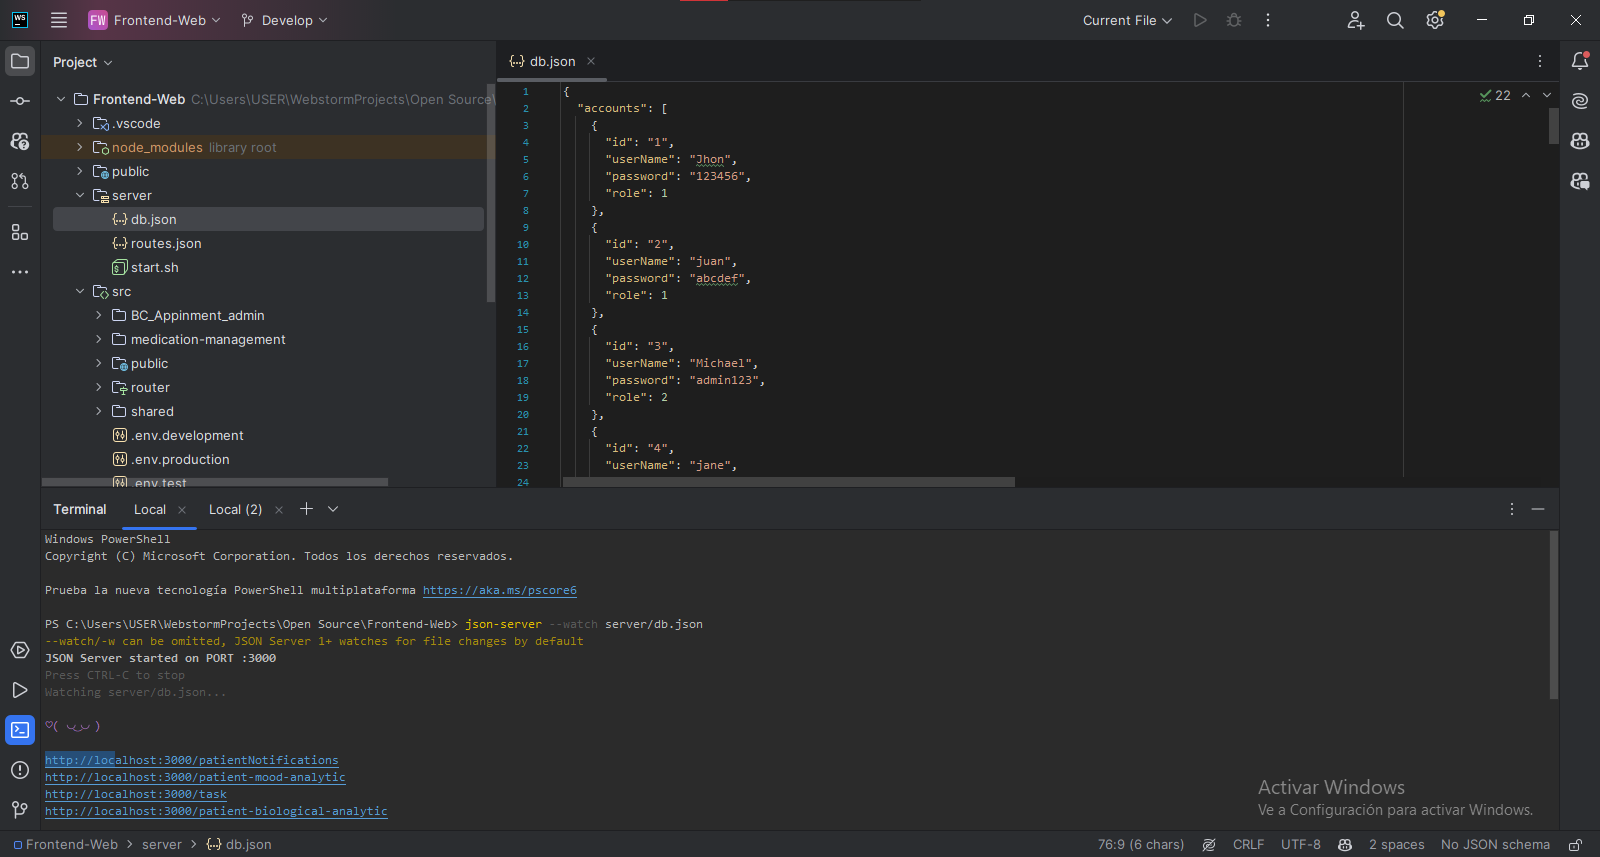 WS
FW Frontend-Web
Develop
Current File
Project
Frontend-Web C:\Users\USER\WebstormProjects\Open Source\
.vscode
node_modules library root
public
server
db.json
routes.json
start.sh
src
BC_Appinment_admin
medication-management
public
router
shared
.env.development
.env.production
.env.test
db.json
22
1 {
2 "accounts": [
3 {
4 "id": "1",
5 "userName": "Jhon",
6 "password": "123456",
7 "role": 1
8 },
9 {
10 "id": "2",
11 "userName": "juan",
12 "password": "abcdef",
13 "role": 1
14 },
15 {
16 "id": "3",
17 "userName": "Michael",
18 "password": "admin123",
19 "role": 2
20 },
21 {
22 "id": "4",
23 "userName": "jane",
24
Terminal
Local
Local (2)
Windows PowerShell
Copyright (C) Microsoft Corporation. Todos los derechos reservados.
Prueba la nueva tecnología PowerShell multiplataforma https://aka.ms/pscore6
PS C:\Users\USER\WebstormProjects\Open Source\Frontend-Web> json-server --watch server/db.json
--watch/-w can be omitted, JSON Server 1+ watches for file changes by default
JSON Server started on PORT :3000
Press CTRL-C to stop
Watching server/db.json...
♡( ◡‿◡ )
http://localhost:3000/patientNotifications
http://localhost:3000/patient-mood-analytic
http://localhost:3000/task
http://localhost:3000/patient-biological-analytic
Activar Windows
Ve a Configuración para activar Windows.
Frontend-Web > server > db.json
76:9 (6 chars)
CRLF
UTF-8
2 spaces
No JSON schema